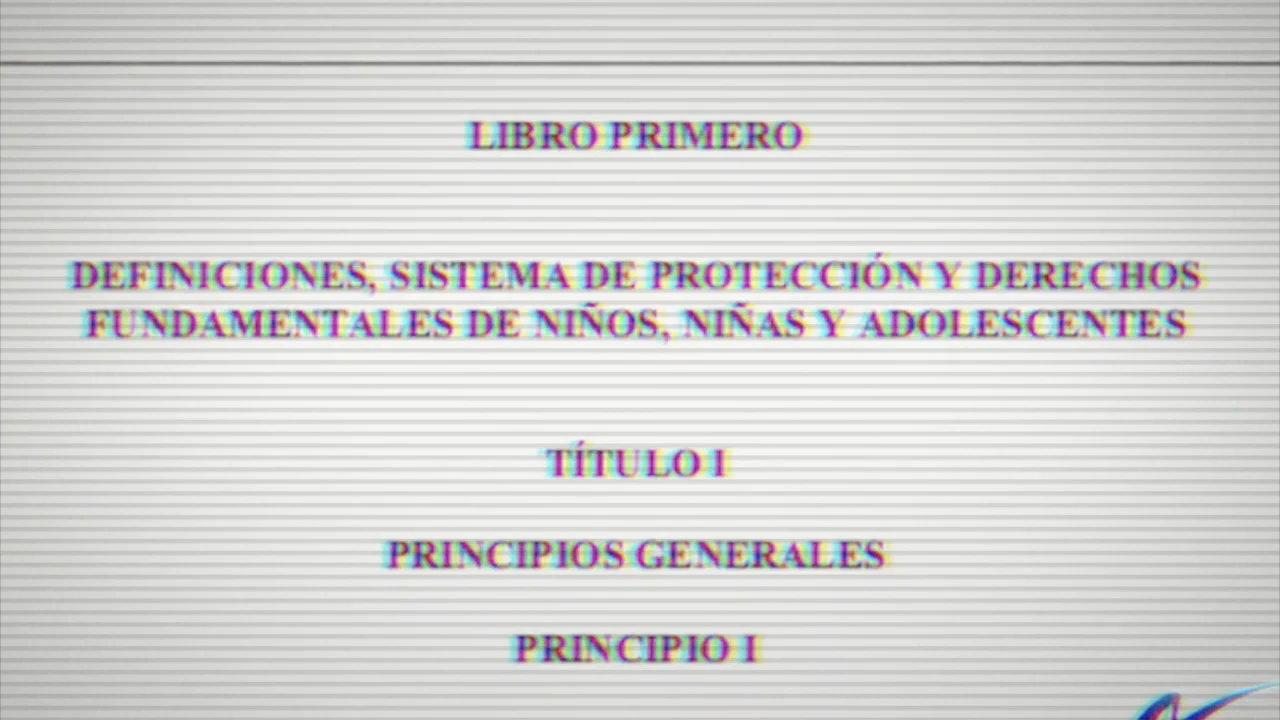 LIBRO PRIMERO
DEFINICIONES, SISTEMA DE PROTECCIÓN Y DERECHOS
FUNDAMENTALES DE NIÑOS, NIÑAS Y ADOLESCENTES
TÍTULO I
PRINCIPIOS GENERALES
PRINCIPIO I